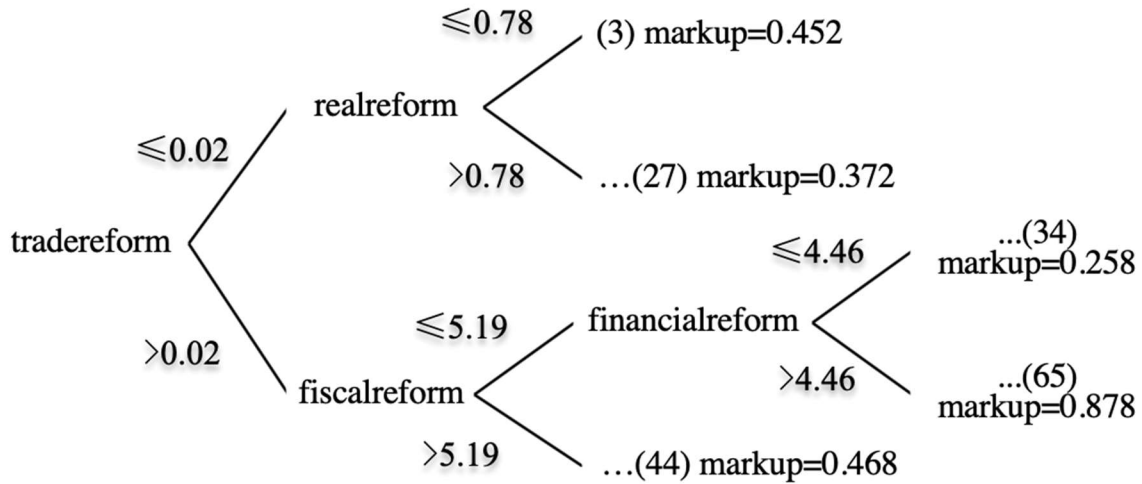 ⩽0.78
(3) markup=0.452
realreform
⩽0.02
>0.78
...(27) markup=0.372
tradereform
...(34)
⩽4.46
markup=0.258
⩽5.19
financialreform
>0.02
>4.46
...(65)
fiscalreform
markup=0.878
>5.19
...(44) markup=0.468